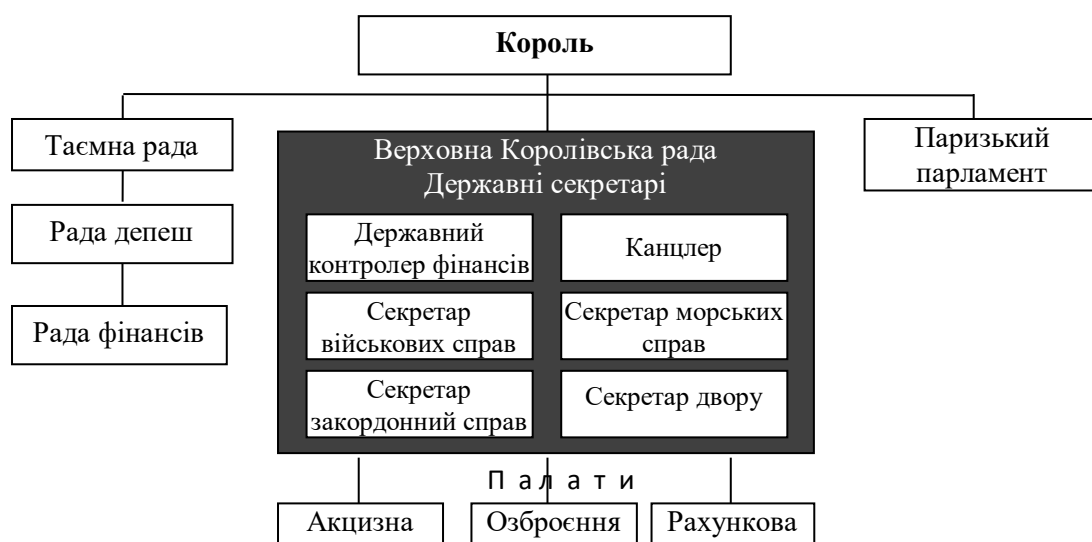 Король
Таємна рада
Рада депеш
Рада фінансів
Верховна Королівська рада
Державні секретарі
Державний
контролер фінансів
Канцлер
Секретар
військових справ
Секретар морських
справ
Секретар
закордонний справ
Секретар двору
Паризький
парламент
Палати
Акцизна
Озброєння
Рахункова